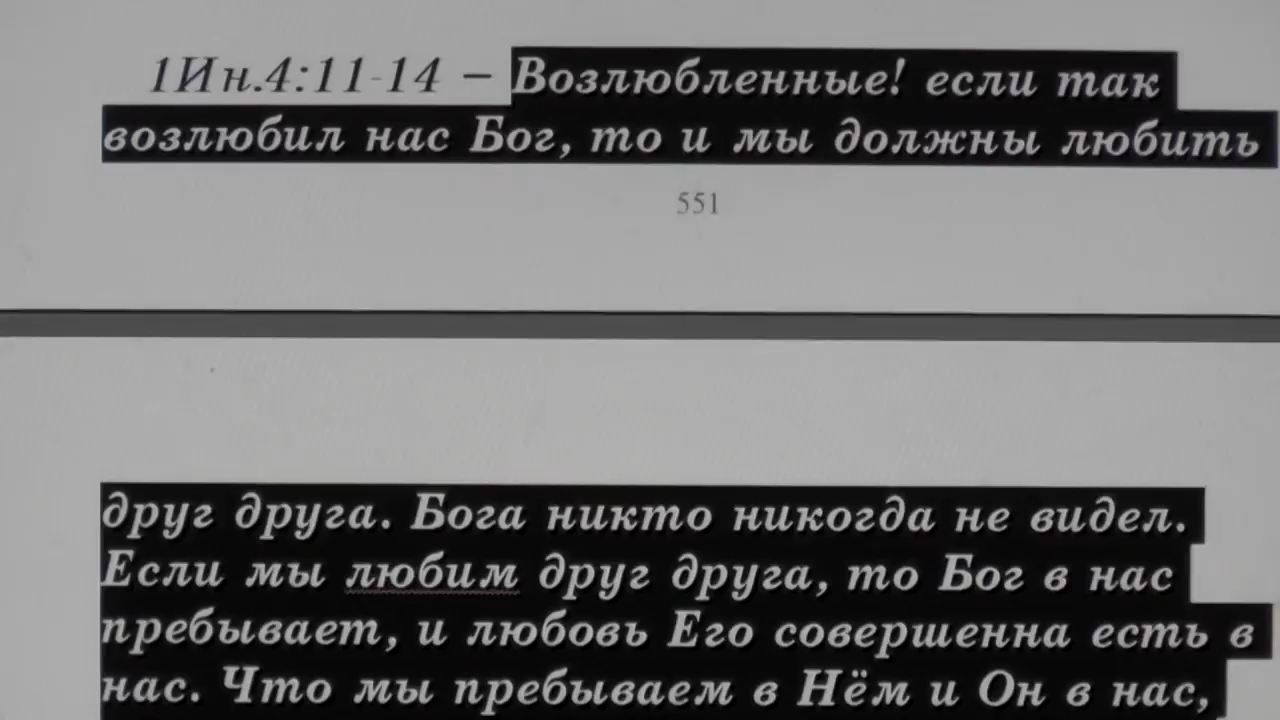 1Ин.4:11-14 – Возлюбленные! если так
возлюбил нас Бог, то и мы должны любить
551
друг друга. Бога никто никогда не видел.
Если мы любим друг друга, то Бог в нас
пребывает, и любовь Его совершенна есть в
нас. Что мы пребываем в Нём и Он в нас,